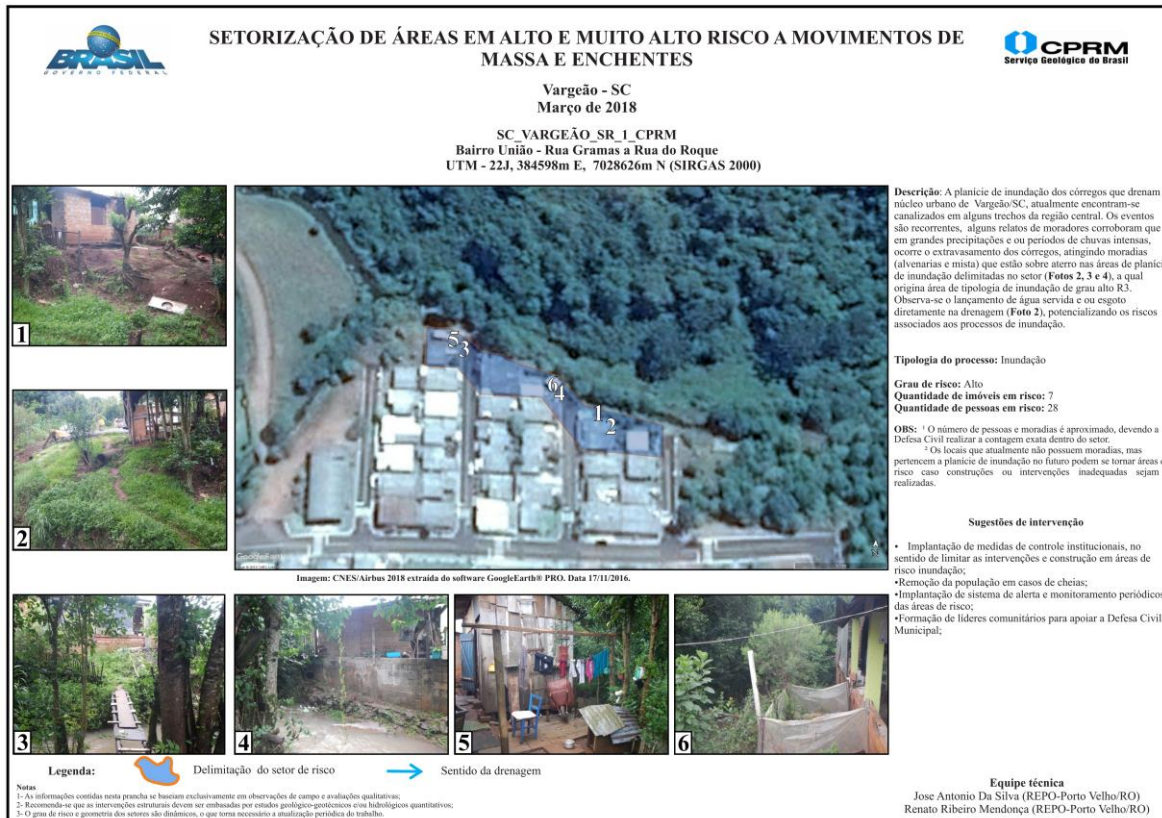 BRASIL
GOVERNO FEDERAL
SETORIZAÇÃO DE ÁREAS EM ALTO E MUITO ALTO RISCO A MOVIMENTOS DE
MASSA E ENCHENTES
CPRM
Serviço Geológico do Brasil
Vargeão - SC
Março de 2018
SC_VARGEÃO_SR_1_CPRM
Bairro União - Rua Gramas a Rua do Roque
UTM - 22J, 384598m E, 7028626m N (SIRGAS 2000)
1
2
5
3
6
4
1
2
GoogleEarth
N
Imagem: CNES/Airbus 2018 extraída do software GoogleEarth® PRO. Data 17/11/2016.
3
4
5
6
Descrição: A planície de inundação dos córregos que drenam
núcleo urbano de Vargeão/SC, atualmente encontram-se
canalizados em alguns trechos da região central. Os eventos
são recorrentes, alguns relatos de moradores corroboram que
em grandes precipitações e ou períodos de chuvas intensas,
ocorre o extravasamento dos córregos, atingindo moradias
(alvenarias e mista) que estão sobre aterro nas áreas de planíci
de inundação delimitadas no setor (Fotos 2, 3 e 4), a qual
origina área de tipologia de inundação de grau alto R3.
Observa-se o lançamento de água servida e ou esgoto
diretamente na drenagem (Foto 2), potencializando os riscos
associados aos processos de inundação.
Tipologia do processo: Inundação
Grau de risco: Alto
Quantidade de imóveis em risco: 7
Quantidade de pessoas em risco: 28
OBS: ¹ O número de pessoas e moradias é aproximado, devendo a
Defesa Civil realizar a contagem exata dentro do setor.
² Os locais que atualmente não possuem moradias, mas
pertencem a planície de inundação no futuro podem se tornar áreas
risco caso construções ou intervenções inadequadas sejam
realizadas.
Sugestões de intervenção
• Implantação de medidas de controle institucionais, no
sentido de limitar as intervenções e construção em áreas de
risco inundação;
•Remoção da população em casos de cheias;
•Implantação de sistema de alerta e monitoramento periódicos
das áreas de risco;
•Formação de líderes comunitários para apoiar a Defesa Civil
Municipal;
Legenda:
Delimitação do setor de risco
Sentido da drenagem
Notas
1- As informações contidas nesta prancha se baseiam exclusivamente em observações de campo e avaliações qualitativas;
2- Recomenda-se que as intervenções estruturais devem ser embasadas por estudos geológico-geotécnicos e/ou hidrológicos quantitativos;
3- O grau de risco e geometria dos setores são dinâmicos, o que torna necessário a atualização periódica do trabalho.
Equipe técnica
Jose Antonio Da Silva (REPO-Porto Velho/RO)
Renato Ribeiro Mendonça (REPO-Porto Velho/RO)